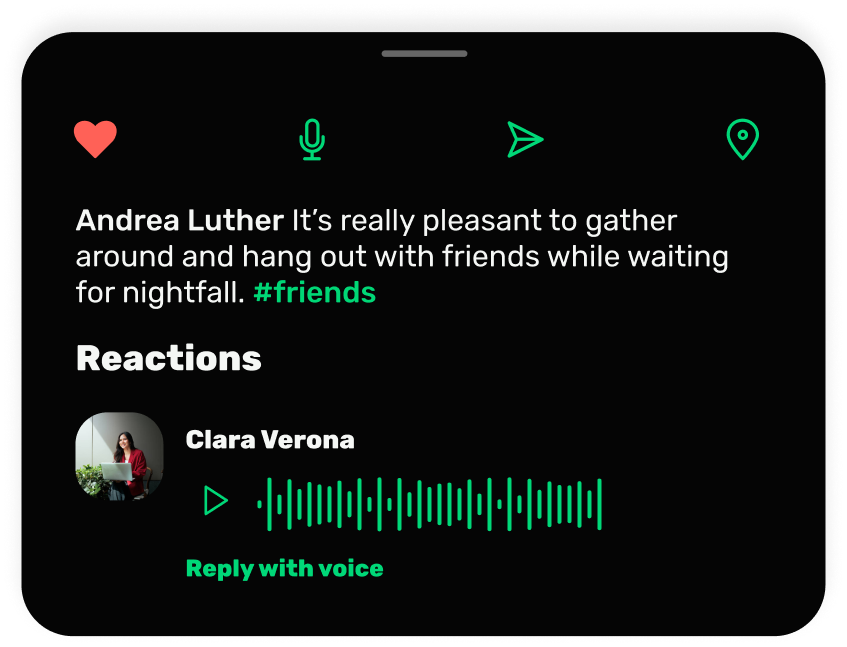 Andrea Luther It’s really pleasant to gather
around and hang out with friends while waiting
for nightfall. #friends
Reactions
Clara Verona
Reply with voice